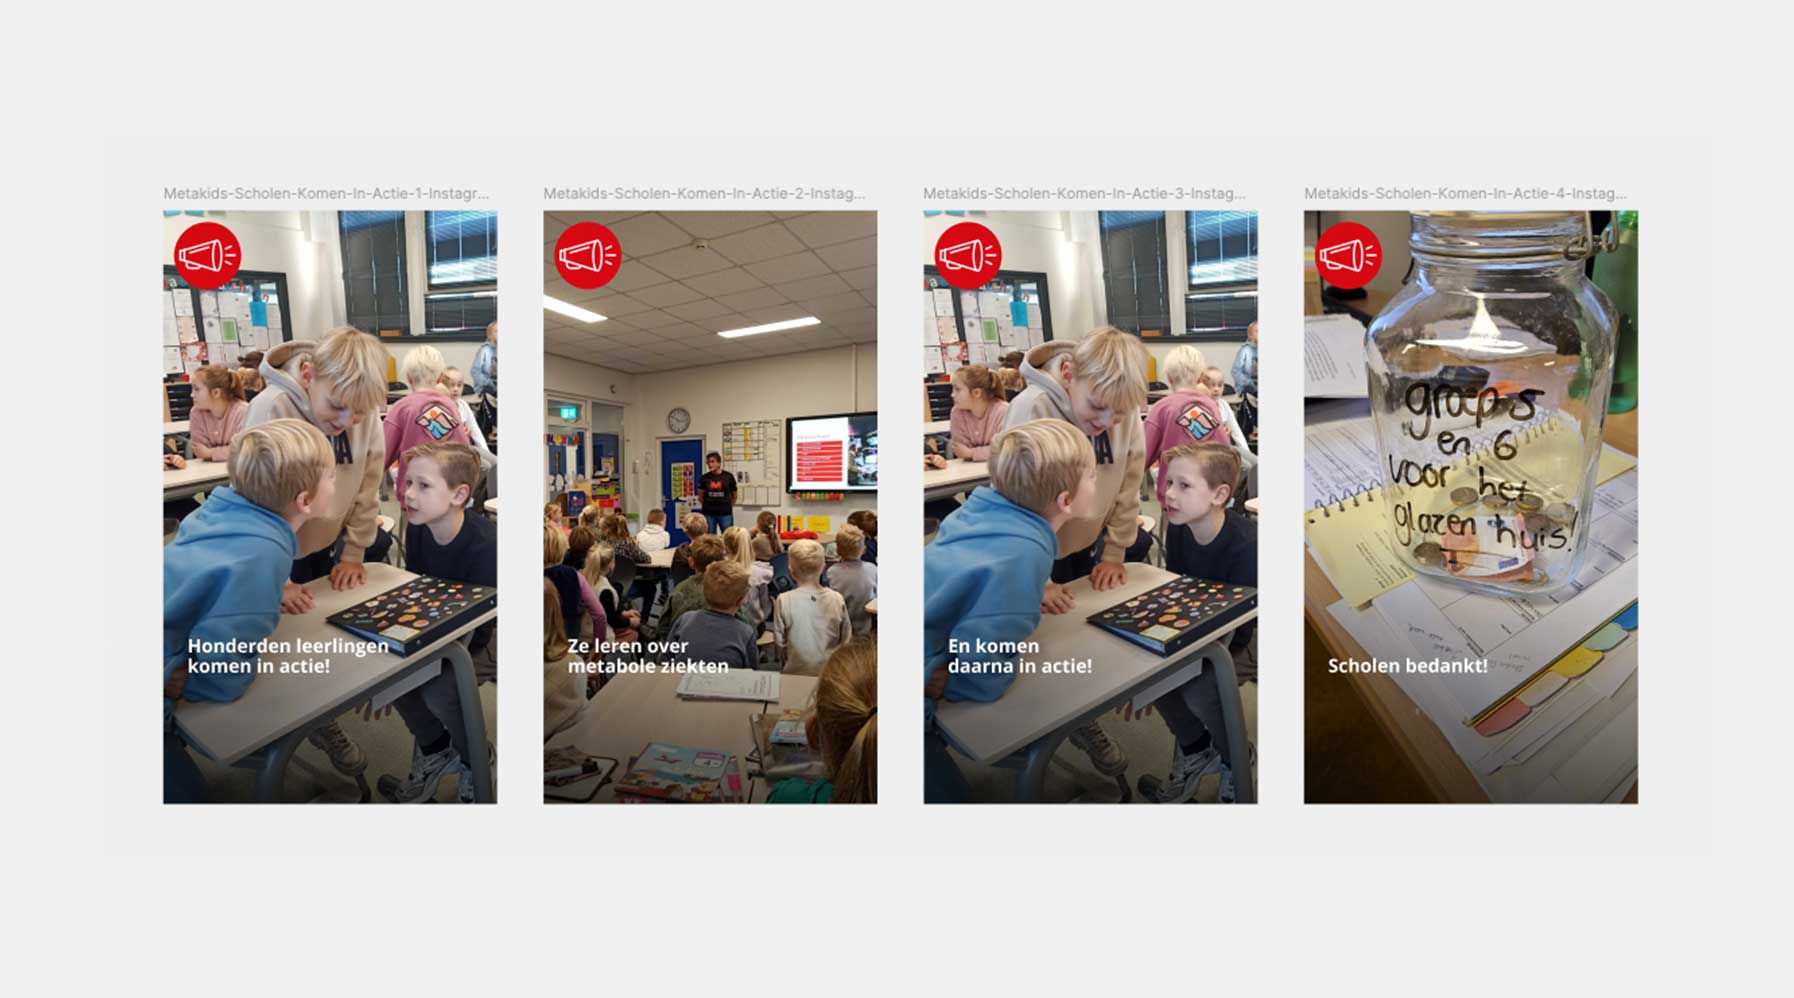 Metakids-Scholen-Komen-In-Actie-1-Instagr...
Metakids-Scholen-Komen-In-Actie-2-Instag...
Metakids-Scholen-Komen-In-Actie-3-Instag...
Metakids-Scholen-Komen-In-Actie-4-Instag...
Honderden leerlingen
komen in actie!
Ze leren over
metabole ziekten
En komen
daarna in actie!
groep 5
en 6
voor het
glazen huis!
Scholen bedankt!